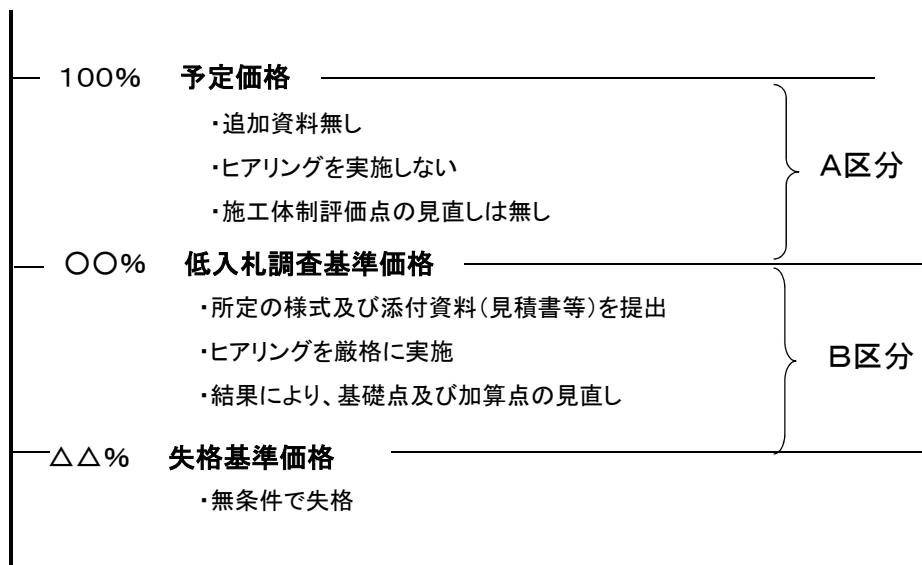 100% 予定価格
・追加資料無し
・ヒアリングを実施しない
・施工体制評価点の見直しは無し
A区分
〇〇% 低入札調査基準価格
・所定の様式及び添付資料(見積書等)を提出
・ヒアリングを厳格に実施
・結果により、基礎点及び加算点の見直し
B区分
△△% 失格基準価格
・無条件で失格